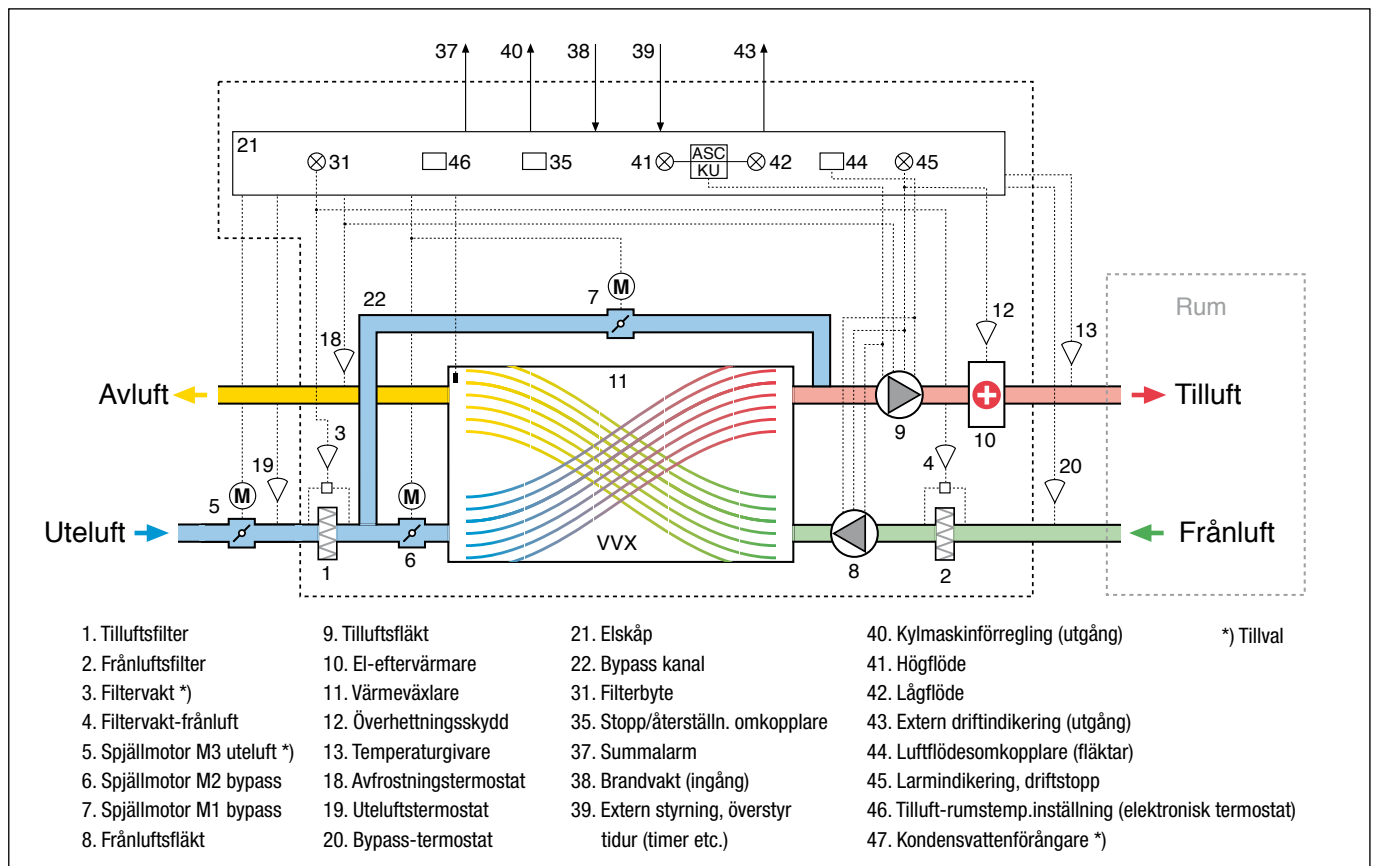 37 40 38 39 43
21 31 46 35 41 ASC 42 44 45
KU
22 7 M 12 13 Rum
18 11
Avluft Tilluft
3 9 10
19 4 20
5 M M
Uteluft VVX Frånluft
1 6 8 2
1. Tilluftsfilter
2. Frånluftsfilter
3. Filtervakt *)
4. Filtervakt-frånluft
5. Spjällmotor M3 uteluft *)
6. Spjällmotor M2 bypass
7. Spjällmotor M1 bypass
8. Frånluftsfläkt
9. Tilluftsfläkt
10. El-eftervärmare
11. Värmeväxlare
12. Överhettningsskydd
13. Temperaturgivare
18. Avfrostningstermostat
19. Uteluftstermostat
20. Bypass-termostat
21. Elskåp
22. Bypass kanal
31. Filterbyte
35. Stopp/återställn. omkopplare
37. Summalarm
38. Brandvakt (ingång)
39. Extern styrning, överstyr
tidur (timer etc.)
40. Kylmaskinförregling (utgång)
41. Högflöde
42. Lågflöde
43. Extern driftindikering (utgång)
44. Luftflödesomkopplare (fläktar)
45. Larmindikering, driftstopp
46. Tilluft-rumstemp.inställning (elektronisk termostat)
47. Kondensvattenförångare *)
*) Tillval